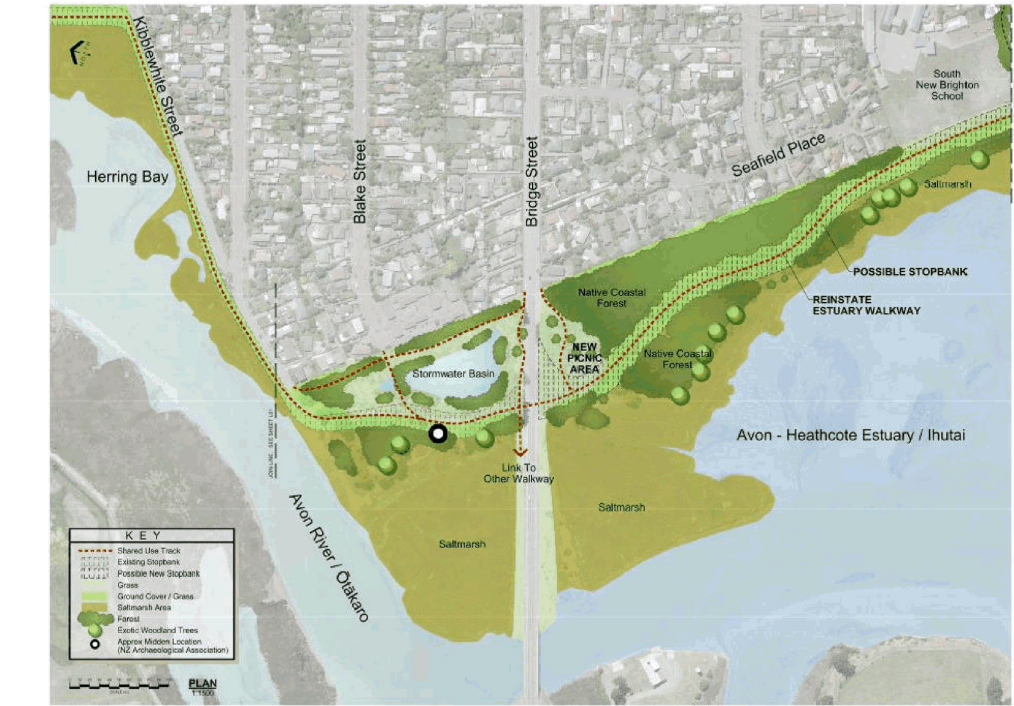 Kibblewhite Street
South
New Brighton
School
Herring Bay
Blake Street
Bridge Street
Seafield Place
Saltmarsh
POSSIBLE STOPBANK
REINSTATE
ESTUARY WALKWAY
Native Coastal
Forest
NEW
PICNIC
AREA
Native Coastal
Forest
Stormwater Basin
Avon - Heathcote Estuary / Ihutai
Link To
Other Walkway
Saltmarsh
Saltmarsh
Avon River / Ōtākaro
KEY
Shared Use Track
Existing Stopbank
Possible New Stopbank
Grass
Ground Cover / Grass
Saltmarsh Area
Forest
Exotic Woodland Trees
Approx Midden Location
(NZ Archaeological Association)
PLAN
1:1500